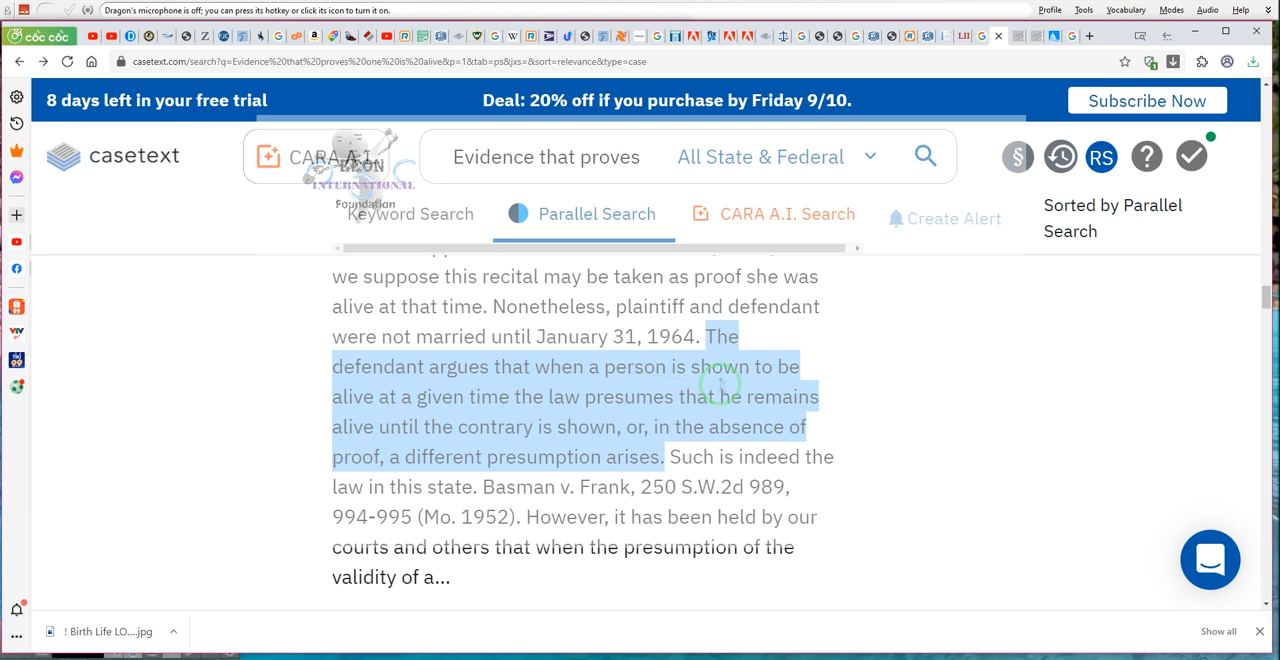 Dragon's microphone is off; you can press its hotkey or click its icon to turn it on.
Profile Tools Vocabulary Modes Audio Help
CỐC CỐC
casetext.com/search?q=Evidence%20that%20proves%20one%20is%20alive&p=1&tab=ps&jxs=&sort=relevance&type=case
8 days left in your free trial
Deal: 20% off if you purchase by Friday 9/10.
Subscribe Now
casetext
CARA A.I.
Evidence that proves
All State & Federal
RS
LEON
INTERNATIONAL
Foundation
Keyword Search
Parallel Search
CARA A.I. Search
Create Alert
Sorted by Parallel
Search
we suppose this recital may be taken as proof she was
alive at that time. Nonetheless, plaintiff and defendant
were not married until January 31, 1964. The
defendant argues that when a person is shown to be
alive at a given time the law presumes that he remains
alive until the contrary is shown, or, in the absence of
proof, a different presumption arises. Such is indeed the
law in this state. Basman v. Frank, 250 S.W.2d 989,
994-995 (Mo. 1952). However, it has been held by our
courts and others that when the presumption of the
validity of a...
! Birth Life LO....jpg
Show all